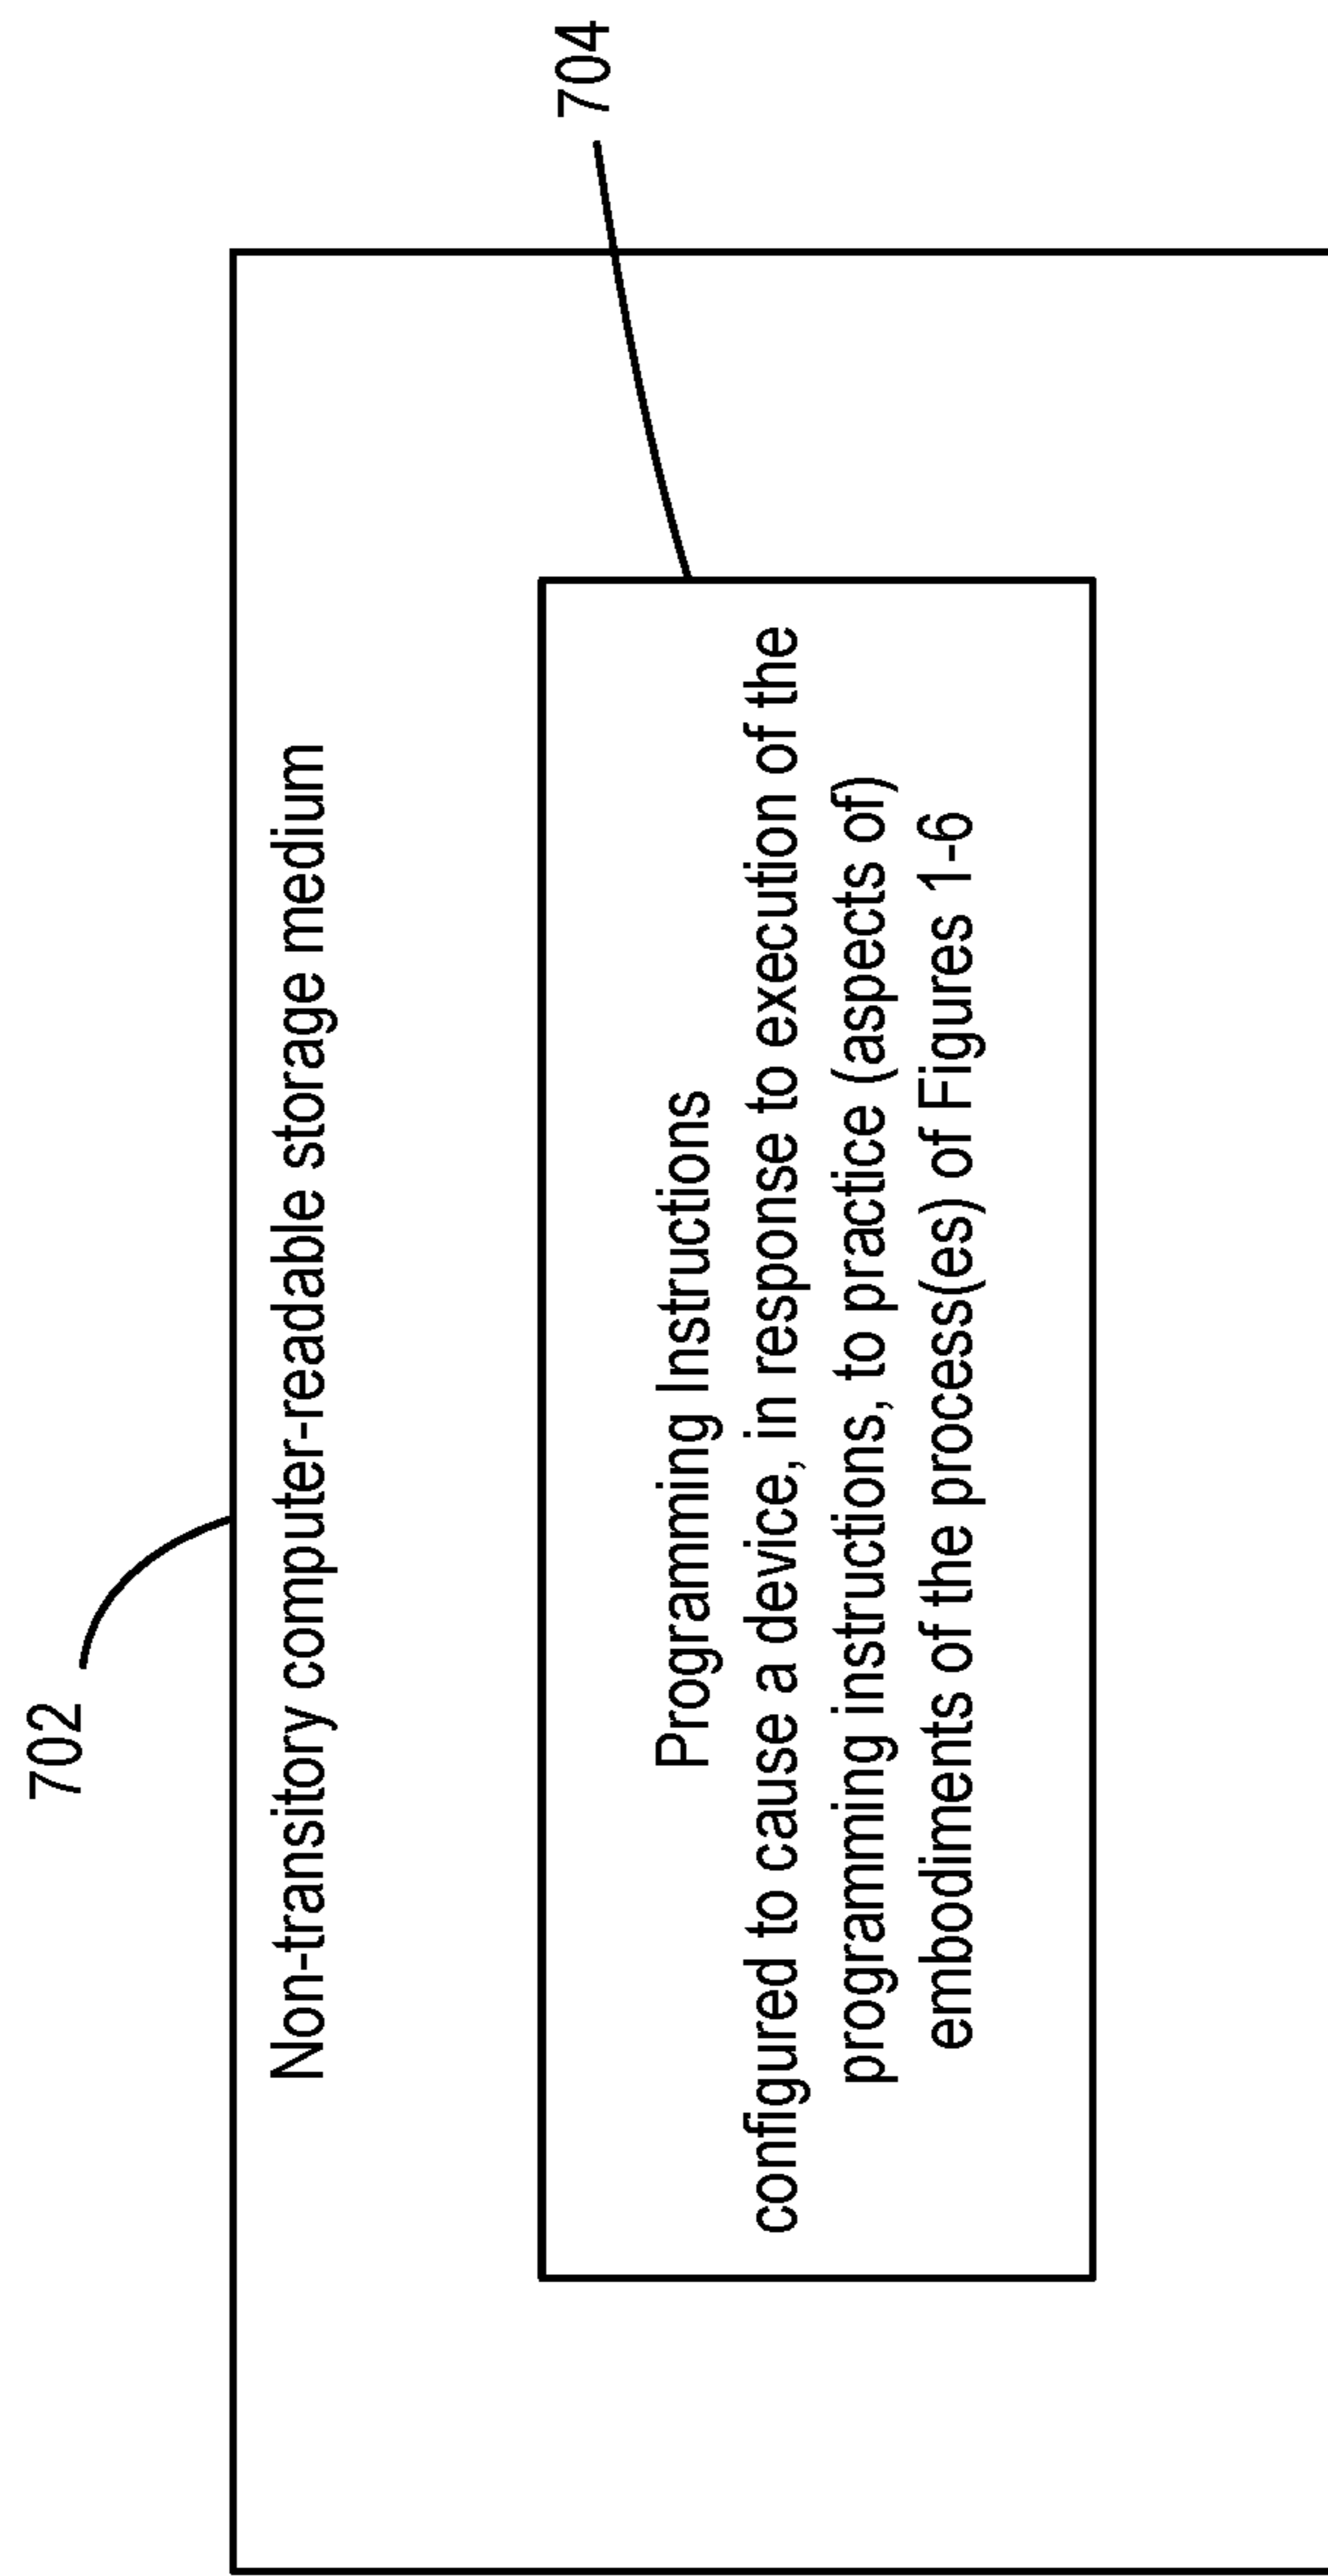 702
Non-transitory computer-readable storage medium
704
Programming Instructions
configured to cause a device, in response to execution of the
programming instructions, to practice (aspects of)
embodiments of the process(es) of Figures 1-6